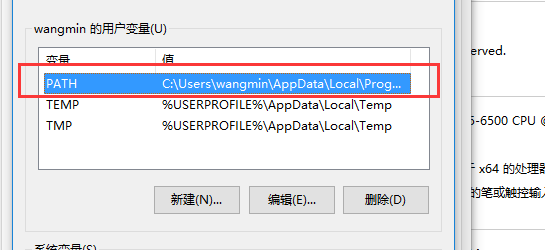 wangmin 的用户变量(U)
变量 值
PATH C:\Users\wangmin\AppData\Local\Prog...
TEMP %USERPROFILE%\AppData\Local\Temp
TMP %USERPROFILE%\AppData\Local\Temp
新建(N)... 编辑(E)... 删除(D)
系统变量(S)
erved.
-6500 CPU @
x64 的处理器
的笔或触控输入